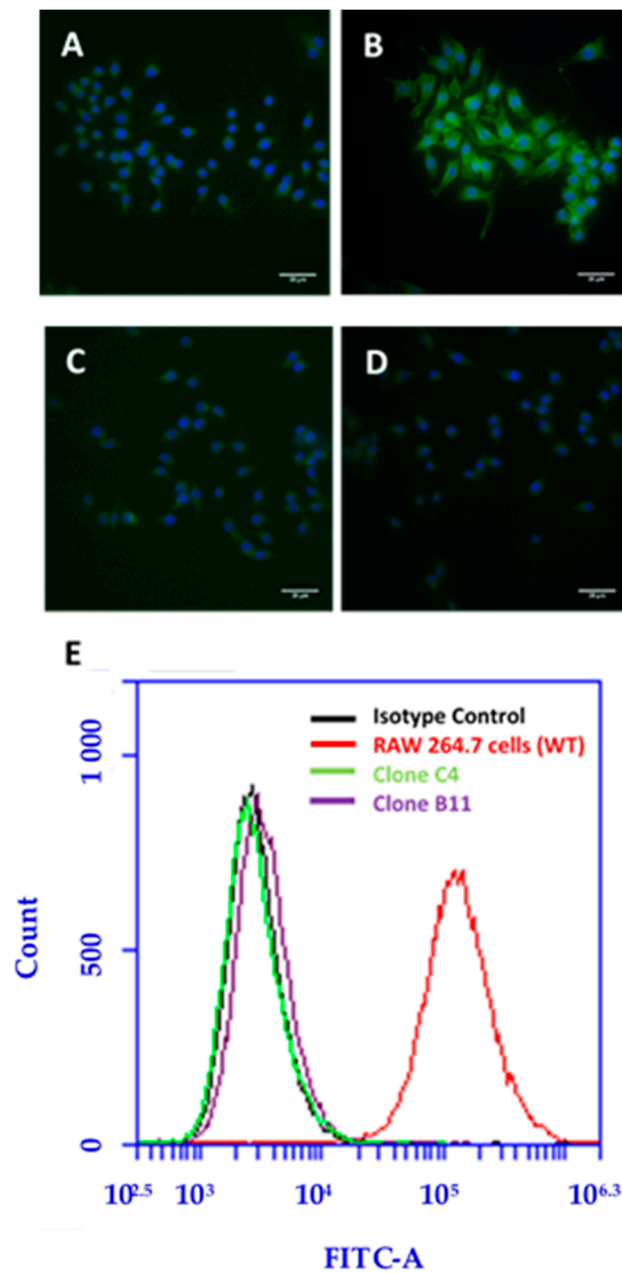 A
B
C
D
E
Isotype Control
RAW 264.7 cells (WT)
Clone C4
Clone B11
1 000
500
0
Count
10^2.5 10^3 10^4 10^5 10^6.3
FITC-A